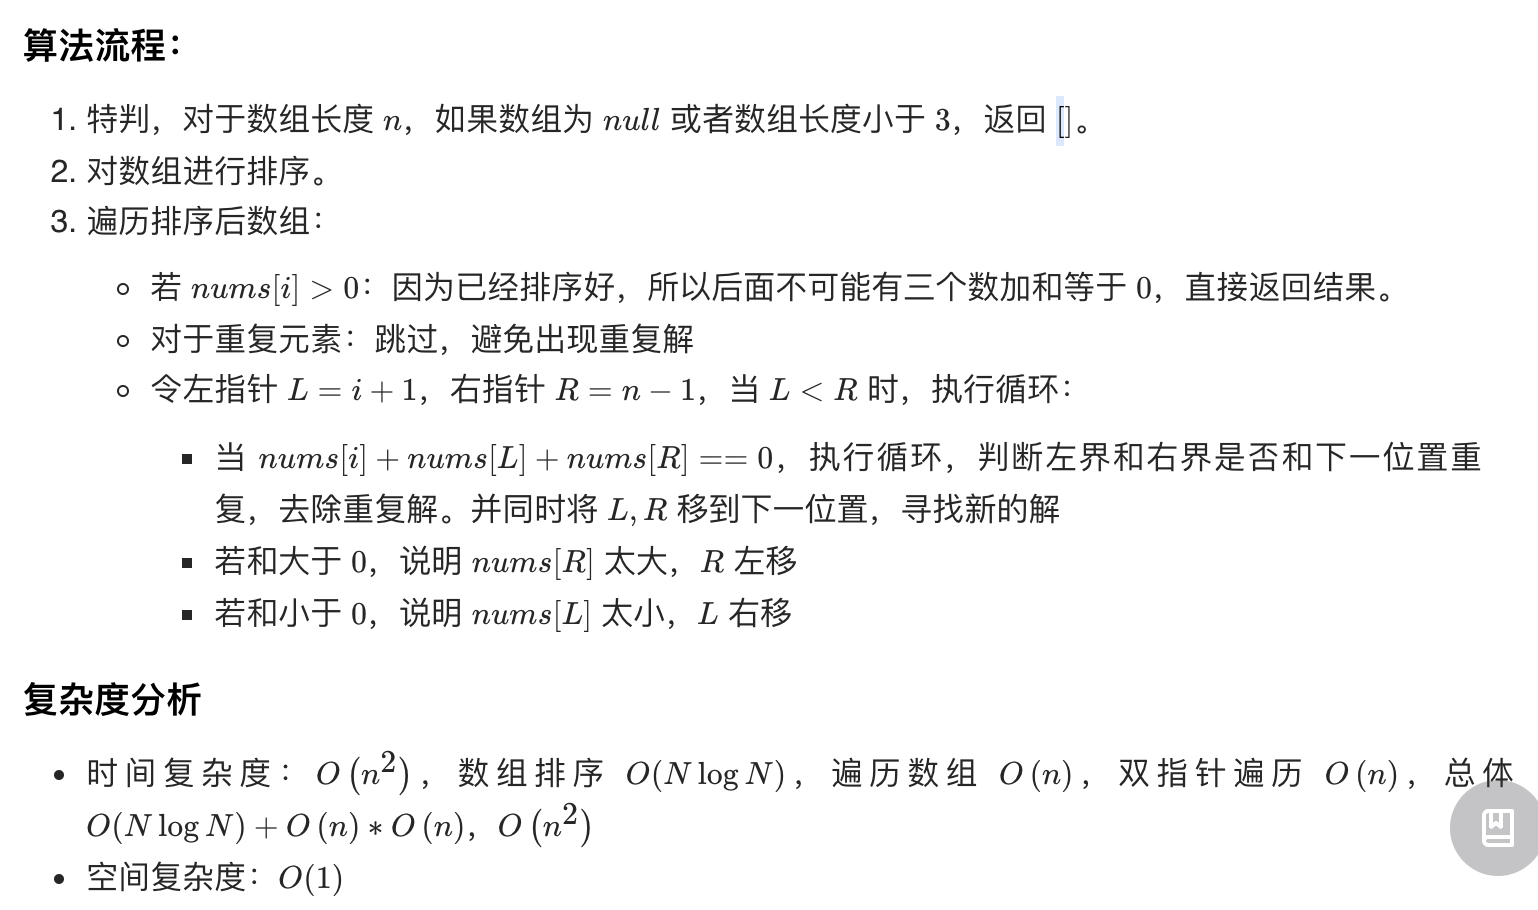 算法流程：
1. 特判，对于数组长度 n，如果数组为 null 或者数组长度小于 3，返回 []。
2. 对数组进行排序。
3. 遍历排序后数组：
若 nums[i] > 0：因为已经排序好，所以后面不可能有三个数加和等于 0，直接返回结果。
对于重复元素：跳过，避免出现重复解
令左指针 L = i + 1，右指针 R = n − 1，当 L < R 时，执行循环：
当 nums[i] + nums[L] + nums[R] == 0，执行循环，判断左界和右界是否和下一位置重
复，去除重复解。并同时将 L, R 移到下一位置，寻找新的解
若和大于 0，说明 nums[R] 太大，R 左移
若和小于 0，说明 nums[L] 太小，L 右移
复杂度分析
时间复杂度：O (n²)，数组排序 O(N log N)，遍历数组 O (n)，双指针遍历 O (n)，总体
O(N log N) + O (n) ∗ O (n)，O (n²)
空间复杂度：O(1)